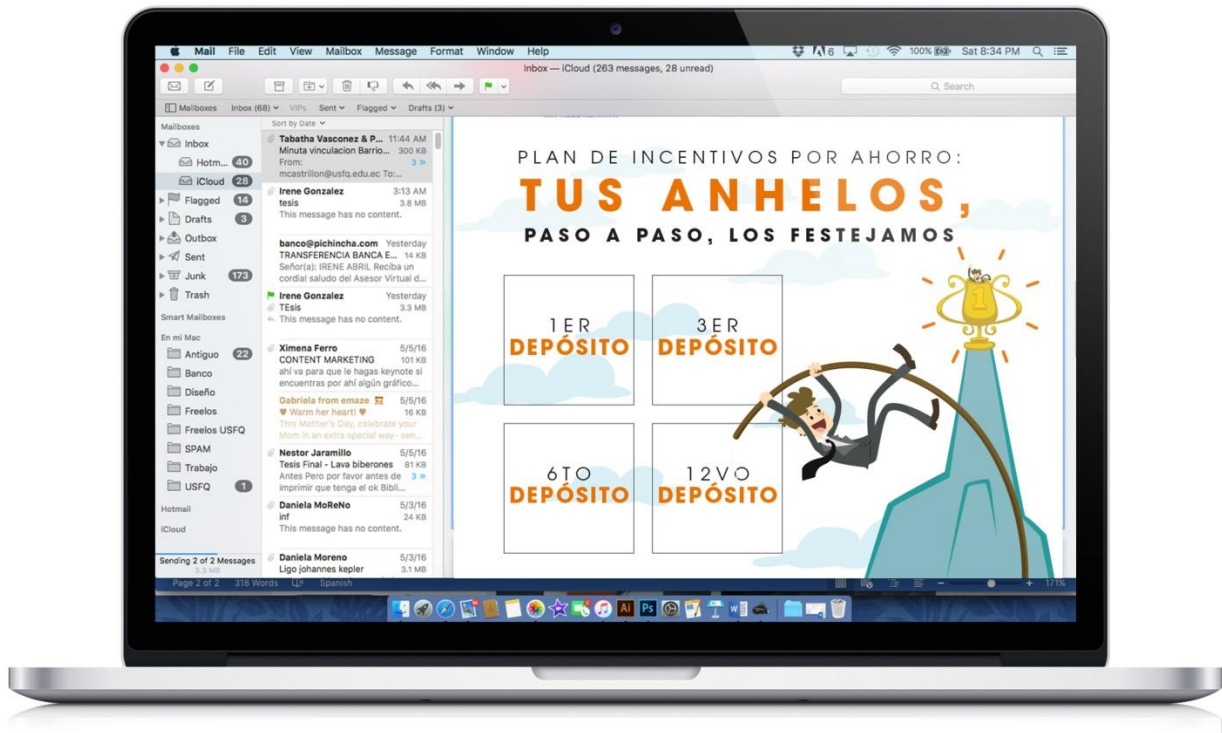 Mail File Edit View Mailbox Message Format Window Help
6 100% Sat 8:34 PM
Inbox — iCloud (263 messages, 28 unread)
Search
Mailboxes Inbox (68) VIPs Sent Flagged Drafts (3)
Mailboxes
Inbox
Hotm... 40
iCloud 28
Flagged 14
Drafts 3
Outbox
Sent
Junk 173
Trash
Smart Mailboxes
En mi Mac
Antiguo 22
Banco
Diseño
Freelos
Freelos USFQ
SPAM
Trabajo
USFQ 1
Hotmail
iCloud
Sending 2 of 2 Messages
3.3 MB
Sort by Date
Tabatha Vasconez & P... 11:44 AM
Minuta vinculacion Barrio... 300 KB
From: 3 »
mcastrillon@usfq.edu.ec To:...
Irene Gonzalez 3:13 AM
tesis 3.8 MB
This message has no content.
banco@pichincha.com Yesterday
TRANSFERENCIA BANCA E... 14 KB
Señor(a): IRENE ABRIL Reciba un
cordial saludo del Asesor Virtual d...
Irene Gonzalez Yesterday
TEsis 3.3 MB
This message has no content.
Ximena Ferro 5/5/16
CONTENT MARKETING 101 KB
ahí va para que le hagas keynote si
encuentras por ahí algún gráfico...
Gabriela from emaze 5/5/16
♥ Warm her heart! ♥ 16 KB
This Mother's Day, celebrate your
Mom in an extra special way- sen...
Nestor Jaramillo 5/5/16
Tesis Final - Lava biberones 81 KB
Antes Pero por favor antes de 3 »
imprimir que tenga el ok Bibli...
Daniela MoReNo 5/3/16
inf 24 KB
This message has no content.
Daniela Moreno 5/3/16
Ligo johannes kepler 3.1 MB
PLAN DE INCENTIVOS POR AHORRO:
TUS ANHELOS,
PASO A PASO, LOS FESTEJAMOS
1ER
DEPÓSITO
3ER
DEPÓSITO
6TO
DEPÓSITO
12VO
DEPÓSITO
1
Page 2 of 2 318 Words Spanish 171%
Ai Ps